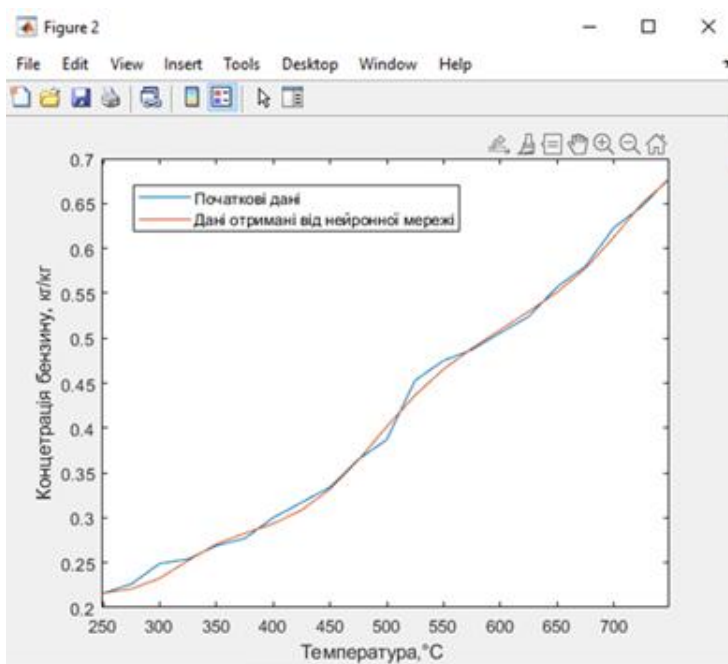 Figure 2
File Edit View Insert Tools Desktop Window Help
0.7
0.65
0.6
0.55
0.5
0.45
0.4
0.35
0.3
0.25
0.2
Початкові дані
Дані отримані від нейронної мережі
Концетрація бензину, кг/кг
250 300 350 400 450 500 550 600 650 700
Температура,°C